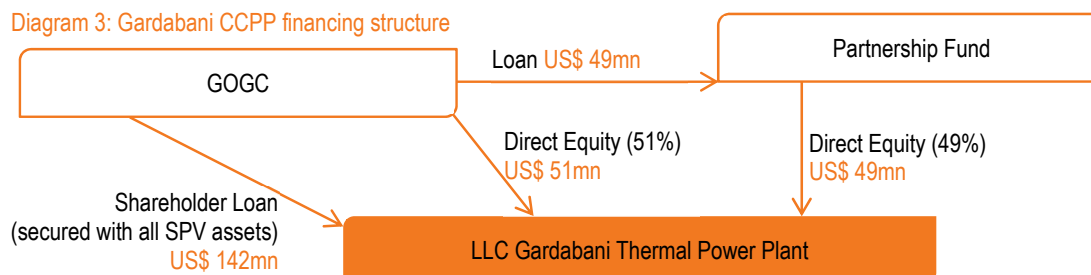 Diagram 3: Gardabani CCPP financing structure
GOGC
Loan US$ 49mn
Partnership Fund
Direct Equity (51%)
US$ 51mn
Direct Equity (49%)
US$ 49mn
Shareholder Loan
(secured with all SPV assets)
US$ 142mn
LLC Gardabani Thermal Power Plant